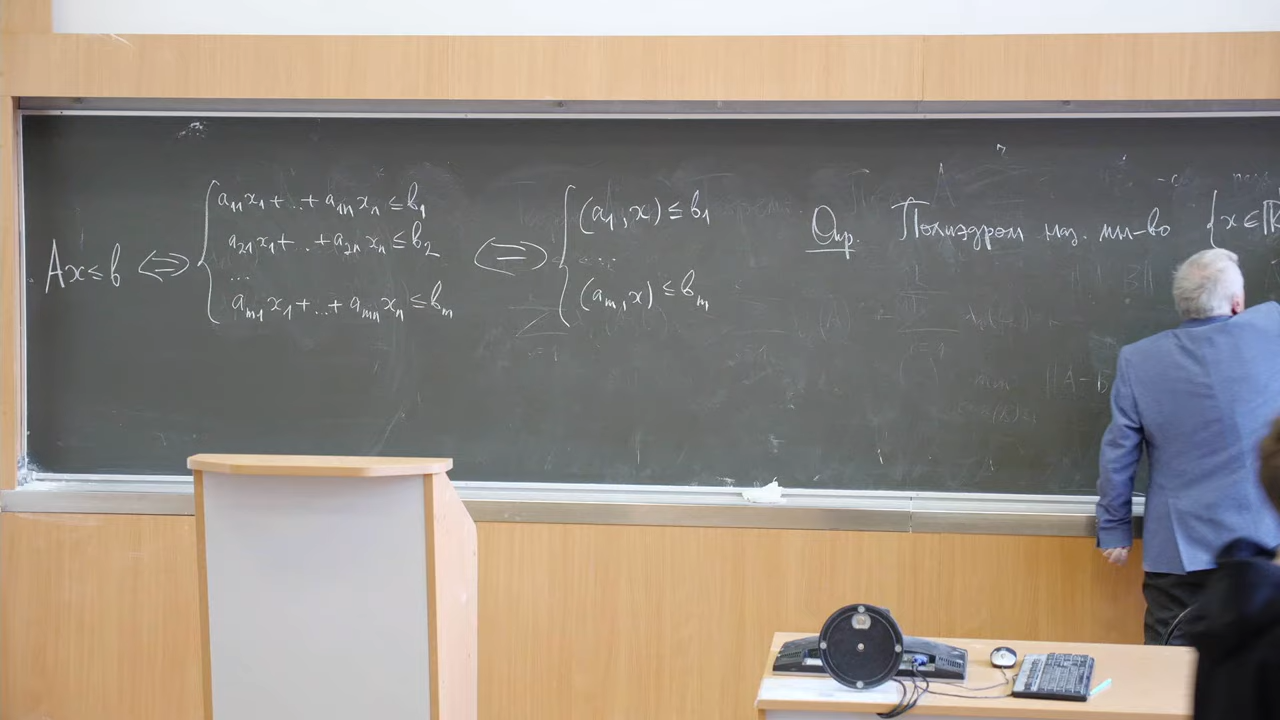 Ax ≤ b ⇔ { a₁₁x₁ + ... + a₁ₙxₙ ≤ b₁
a₂₁x₁ + ... + a₂ₙxₙ ≤ b₂
...
aₘ₁x₁ + ... + aₘₙxₙ ≤ bₘ
⇔ { (a₁, x) ≤ b₁
...
(aₘ, x) ≤ bₘ
Опр. Полиэдром наз. мн-во {x ∈ ℝ